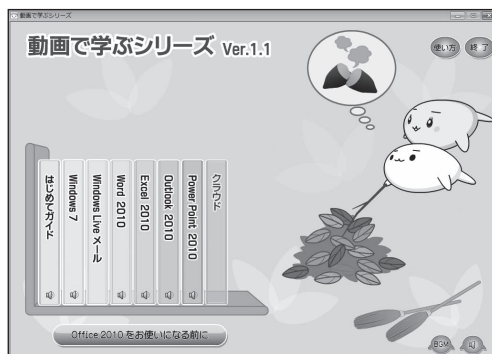 動画で学ぶシリーズ
動画で学ぶシリーズ Ver.1.1
使い方
終了
はじめてガイド
Windows 7
Windows Live メール
Word 2010
Excel 2010
Outlook 2010
Power Point 2010
クラウド
Office 2010 をお使いになる前に
BGM